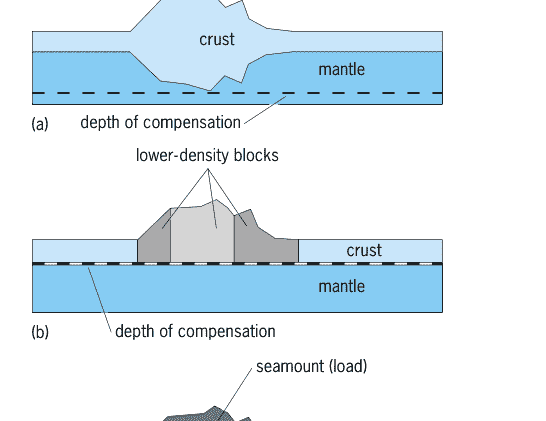 crust
mantle
(a) depth of compensation
lower-density blocks
crust
mantle
(b) depth of compensation
seamount (load)